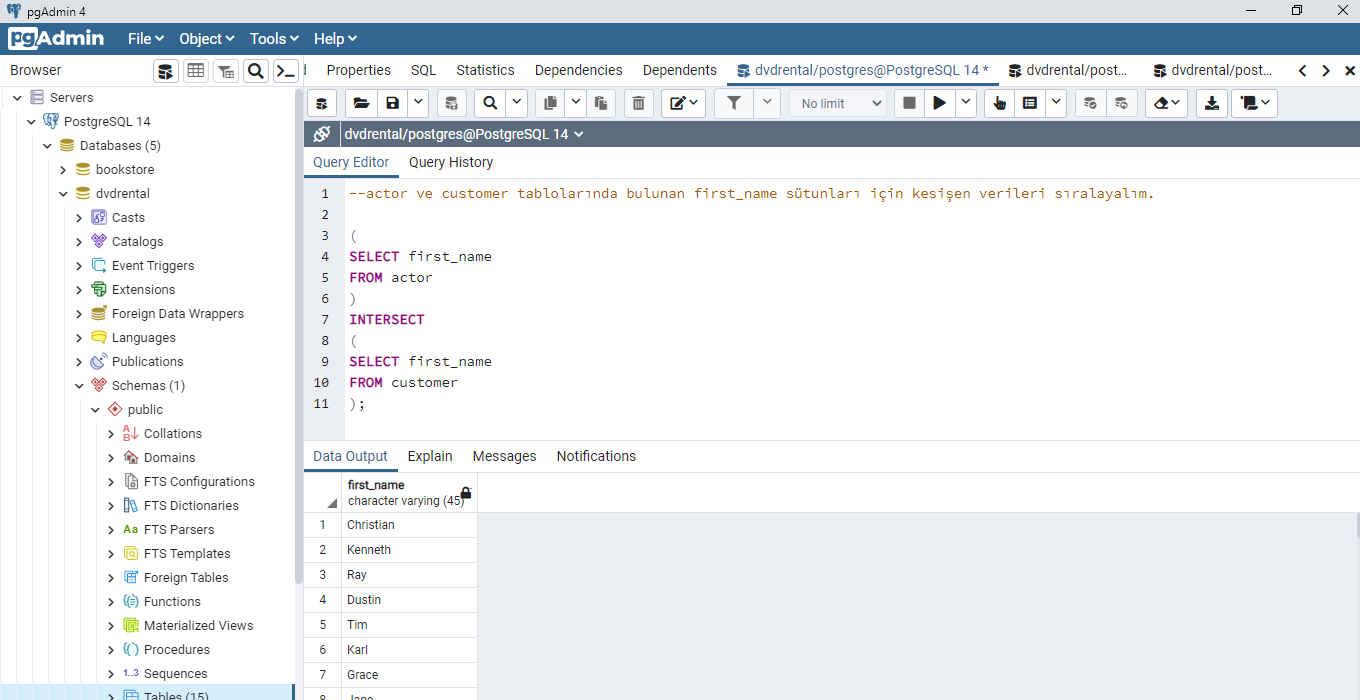 pgAdmin 4
pgAdmin
File
Object
Tools
Help
Browser
Properties
SQL
Statistics
Dependencies
Dependents
dvdrental/postgres@PostgreSQL 14 *
dvdrental/post...
dvdrental/post...
Servers
PostgreSQL 14
Databases (5)
bookstore
dvdrental
Casts
Catalogs
Event Triggers
Extensions
Foreign Data Wrappers
Languages
Publications
Schemas (1)
public
Collations
Domains
FTS Configurations
FTS Dictionaries
Aa FTS Parsers
FTS Templates
Foreign Tables
Functions
Materialized Views
Procedures
1..3 Sequences
Tables (15)
No limit
dvdrental/postgres@PostgreSQL 14
Query Editor
Query History
1 --actor ve customer tablolarında bulunan first_name sütunları için kesişen verileri sıralayalım.
2
3 (
4 SELECT first_name
5 FROM actor
6 )
7 INTERSECT
8 (
9 SELECT first_name
10 FROM customer
11 );
Data Output
Explain
Messages
Notifications
first_name
character varying (45)
1 Christian
2 Kenneth
3 Ray
4 Dustin
5 Tim
6 Karl
7 Grace
8 Jane